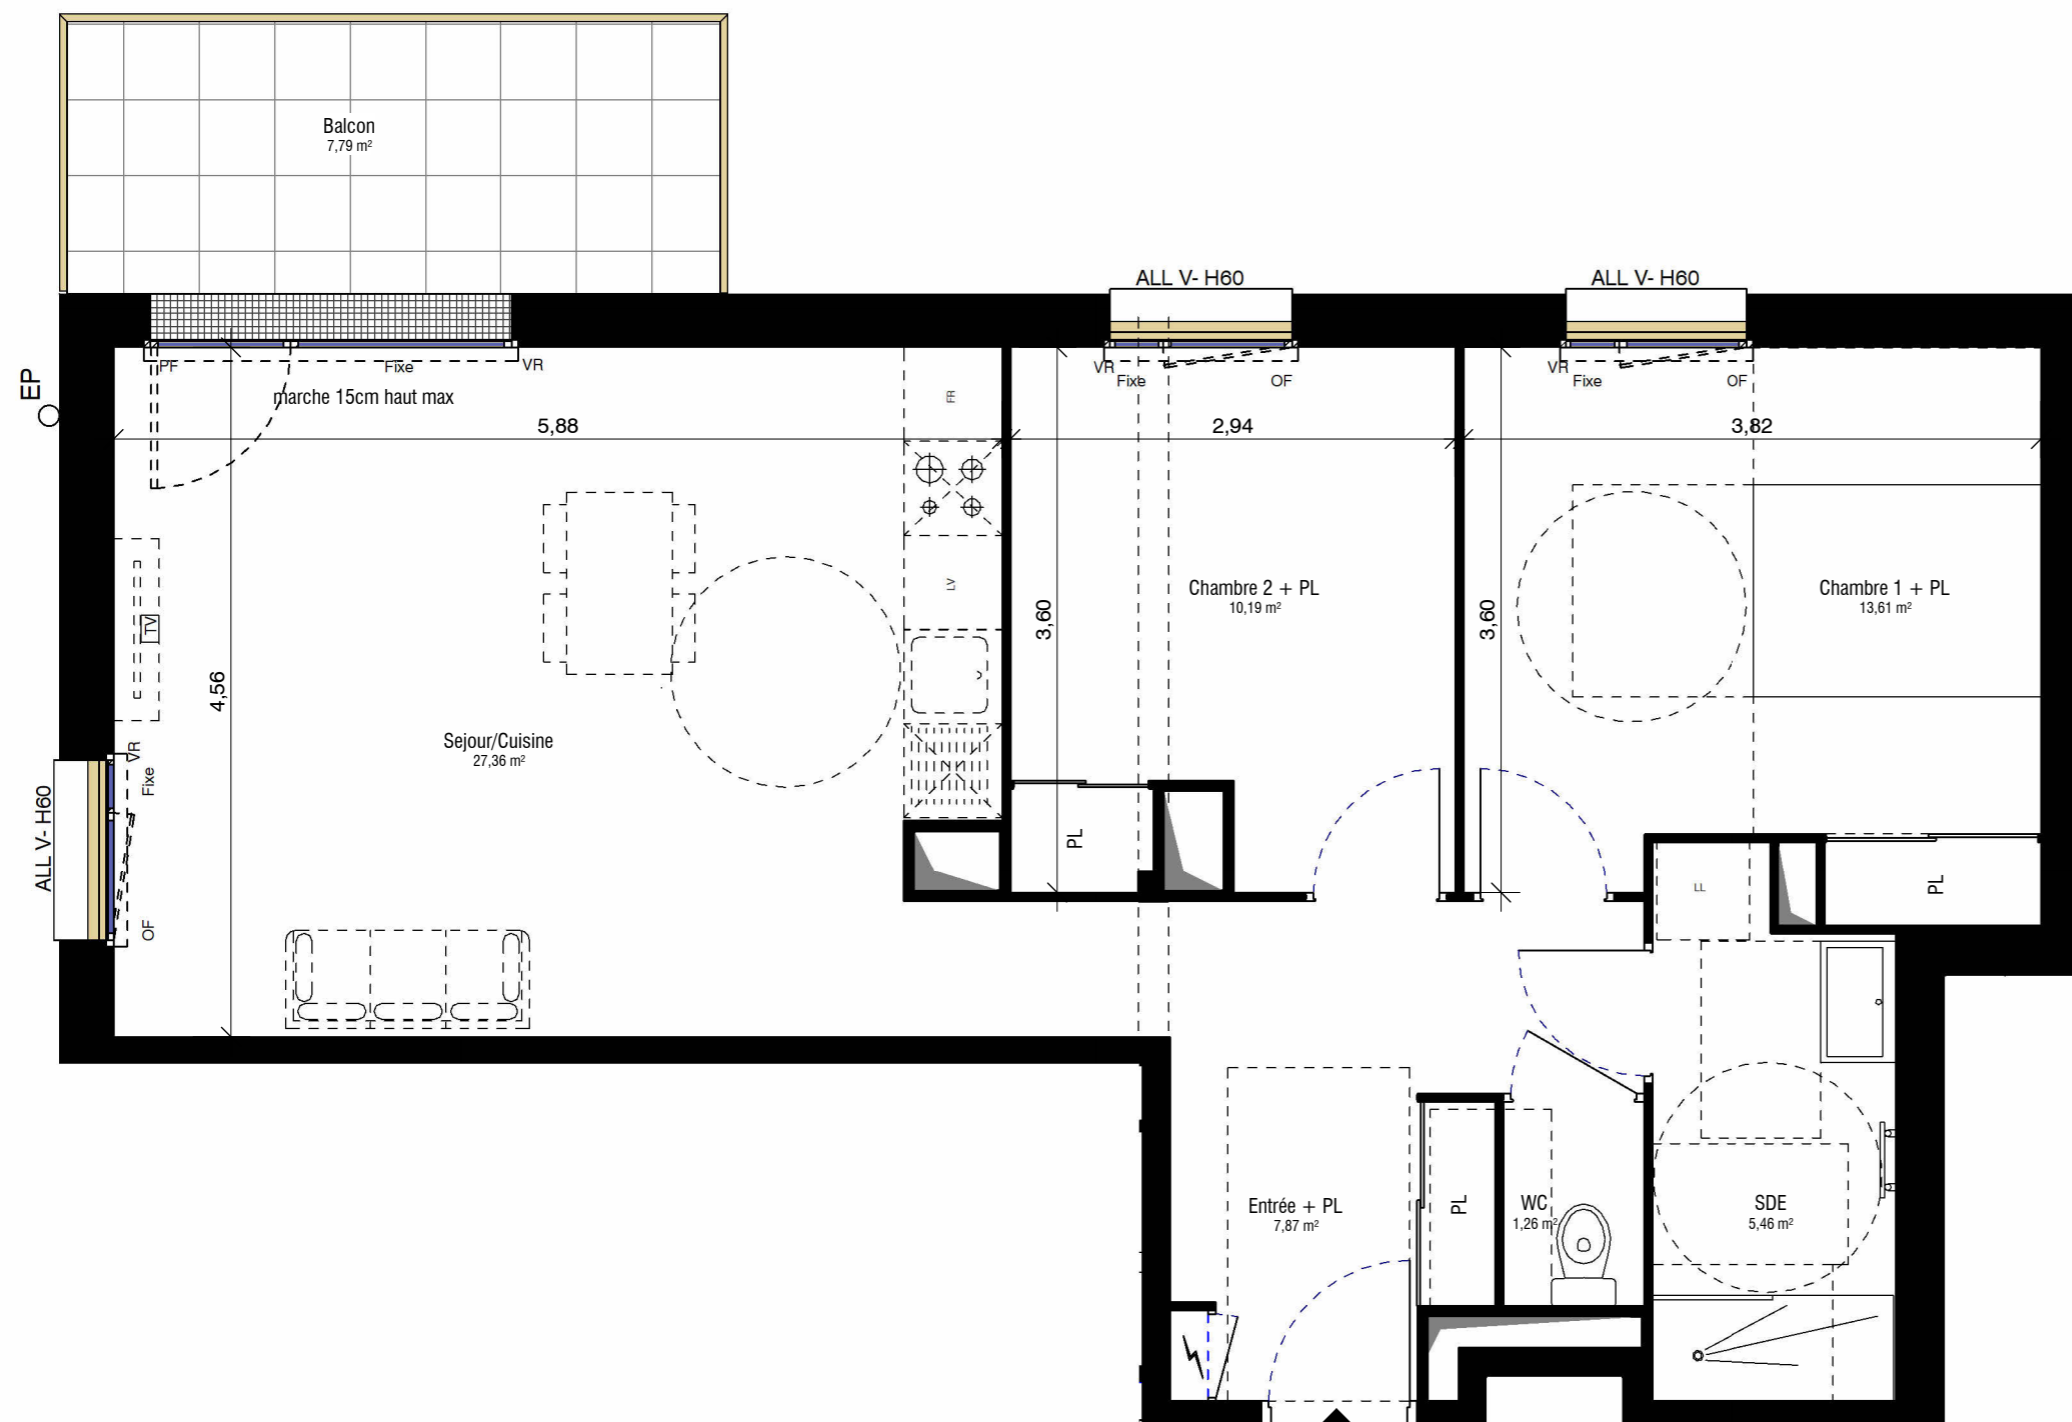 Balcon
7,79 m²
ALL V- H60
ALL V- H60
EP
PF
Fixe
VR
marche 15cm haut max
VR
Fixe
OF
VR
Fixe
OF
FR
5,88
2,94
3,82
LV
TV
3,60
3,60
Chambre 2 + PL
10,19 m²
Chambre 1 + PL
13,61 m²
4,56
Sejour/Cuisine
27,36 m²
VR
Fixe
OF
ALL V- H60
PL
LL
PL
Entrée + PL
7,87 m²
PL
WC
1,26 m²
SDE
5,46 m²